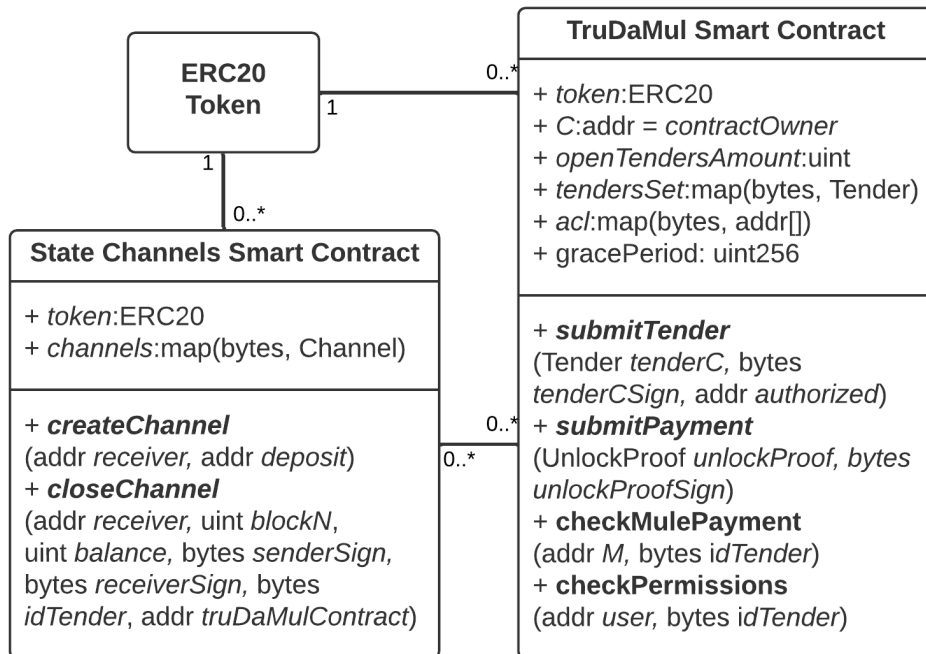 ERC20
Token
1
0..*
1
0..*
TruDaMul Smart Contract
+ token:ERC20
+ C:addr = contractOwner
+ openTendersAmount:uint
+ tendersSet:map(bytes, Tender)
+ acl:map(bytes, addr[])
+ gracePeriod: uint256
+ submitTender
(Tender tenderC, bytes
tenderCSign, addr authorized)
+ submitPayment
(UnlockProof unlockProof, bytes
unlockProofSign)
+ checkMulePayment
(addr M, bytes idTender)
+ checkPermissions
(addr user, bytes idTender)
State Channels Smart Contract
+ token:ERC20
+ channels:map(bytes, Channel)
+ createChannel
(addr receiver, addr deposit)
+ closeChannel
(addr receiver, uint blockN,
uint balance, bytes senderSign,
bytes receiverSign, bytes
idTender, addr truDaMulContract)
0..*
0..*